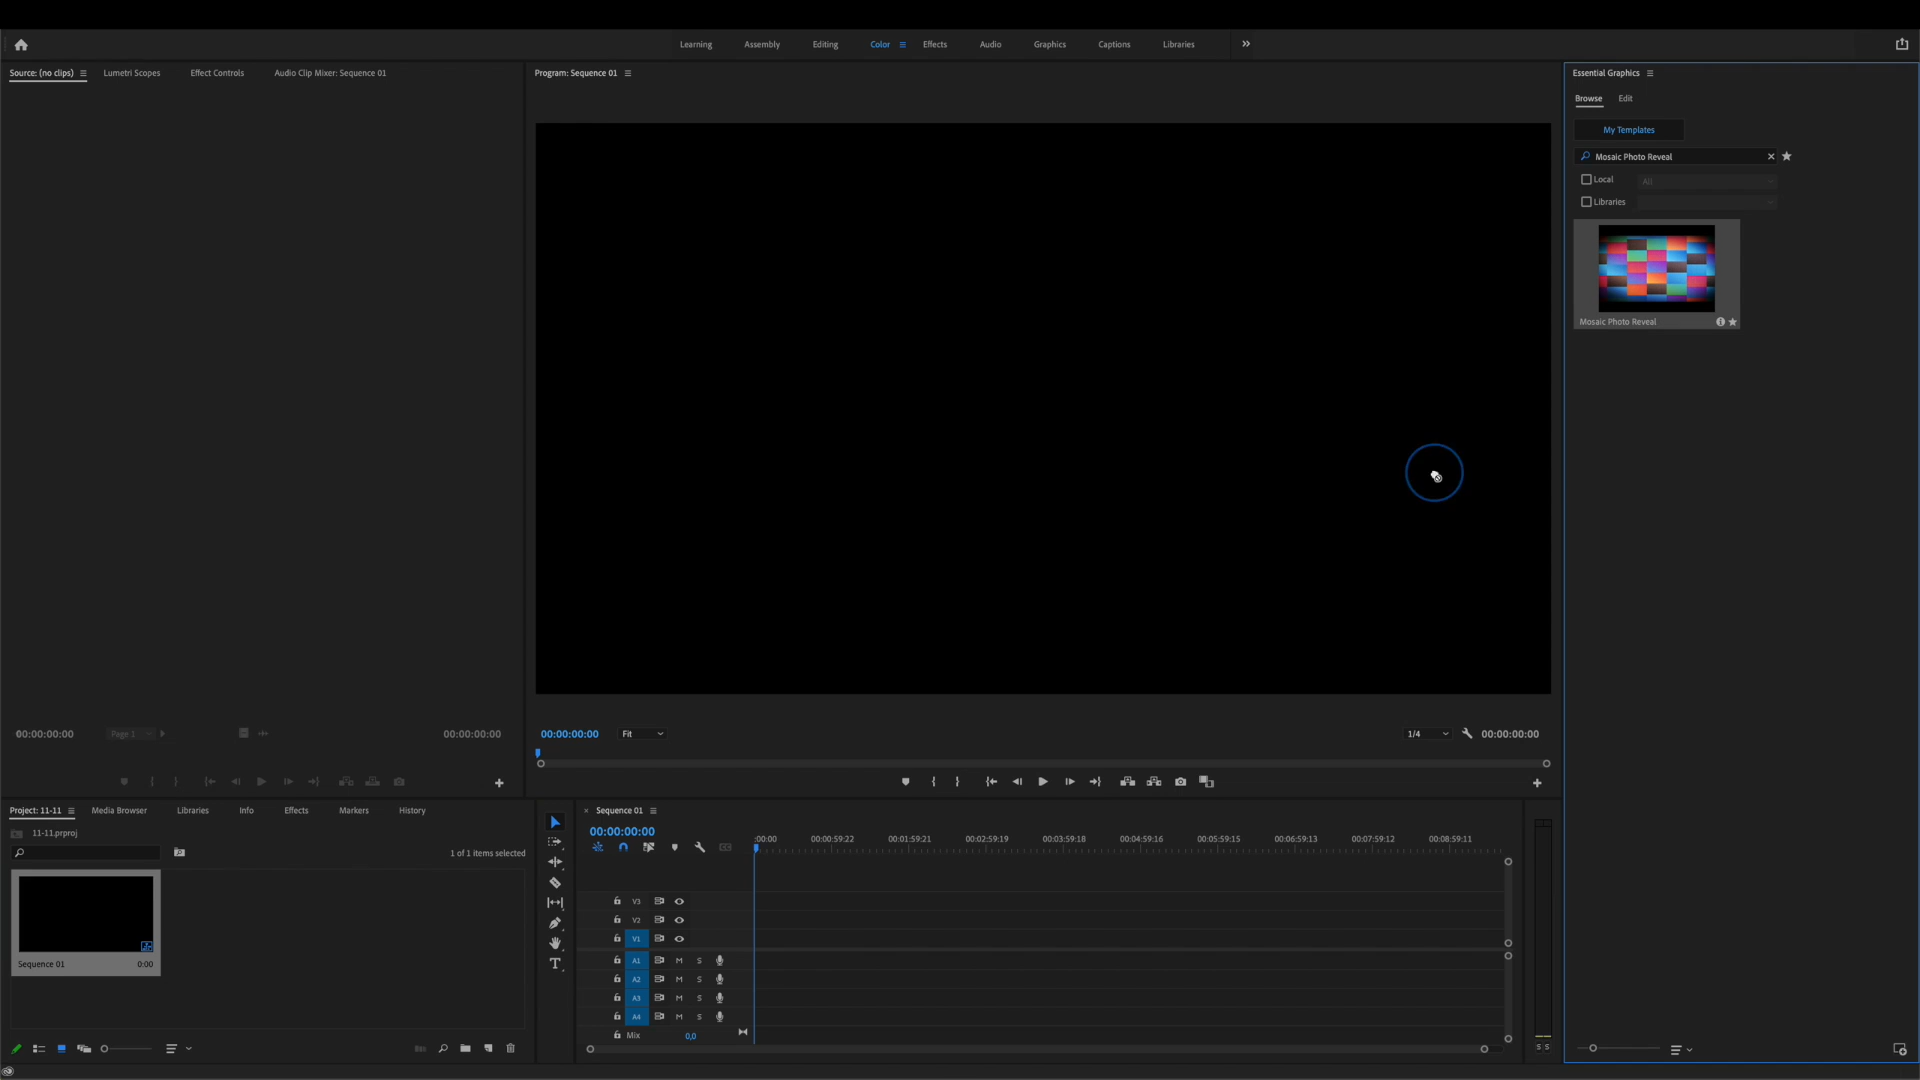 Learning Assembly Editing Color Effects Audio Graphics Captions Libraries
Source: (no clips) Lumetri Scopes Effect Controls Audio Clip Mixer: Sequence 01
Program: Sequence 01
Essential Graphics
Browse Edit
My Templates
Mosaic Photo Reveal
Local All
Libraries
Mosaic Photo Reveal
00:00:00:00 Page 1 00:00:00:00
00:00:00:00 Fit 1/4 00:00:00:00
Project: 11-11 Media Browser Libraries Info Effects Markers History
11-11.prproj
1 of 1 items selected
Sequence 01 0:00
Sequence 01
00:00:00:00
:00:00 00:00:59:22 00:01:59:21 00:02:59:19 00:03:59:18 00:04:59:16 00:05:59:15 00:06:59:13 00:07:59:12 00:08:59:11
V3
V2
V1
A1 M S
A2 M S
A3 M S
A4 M S
Mix 0,0
S S